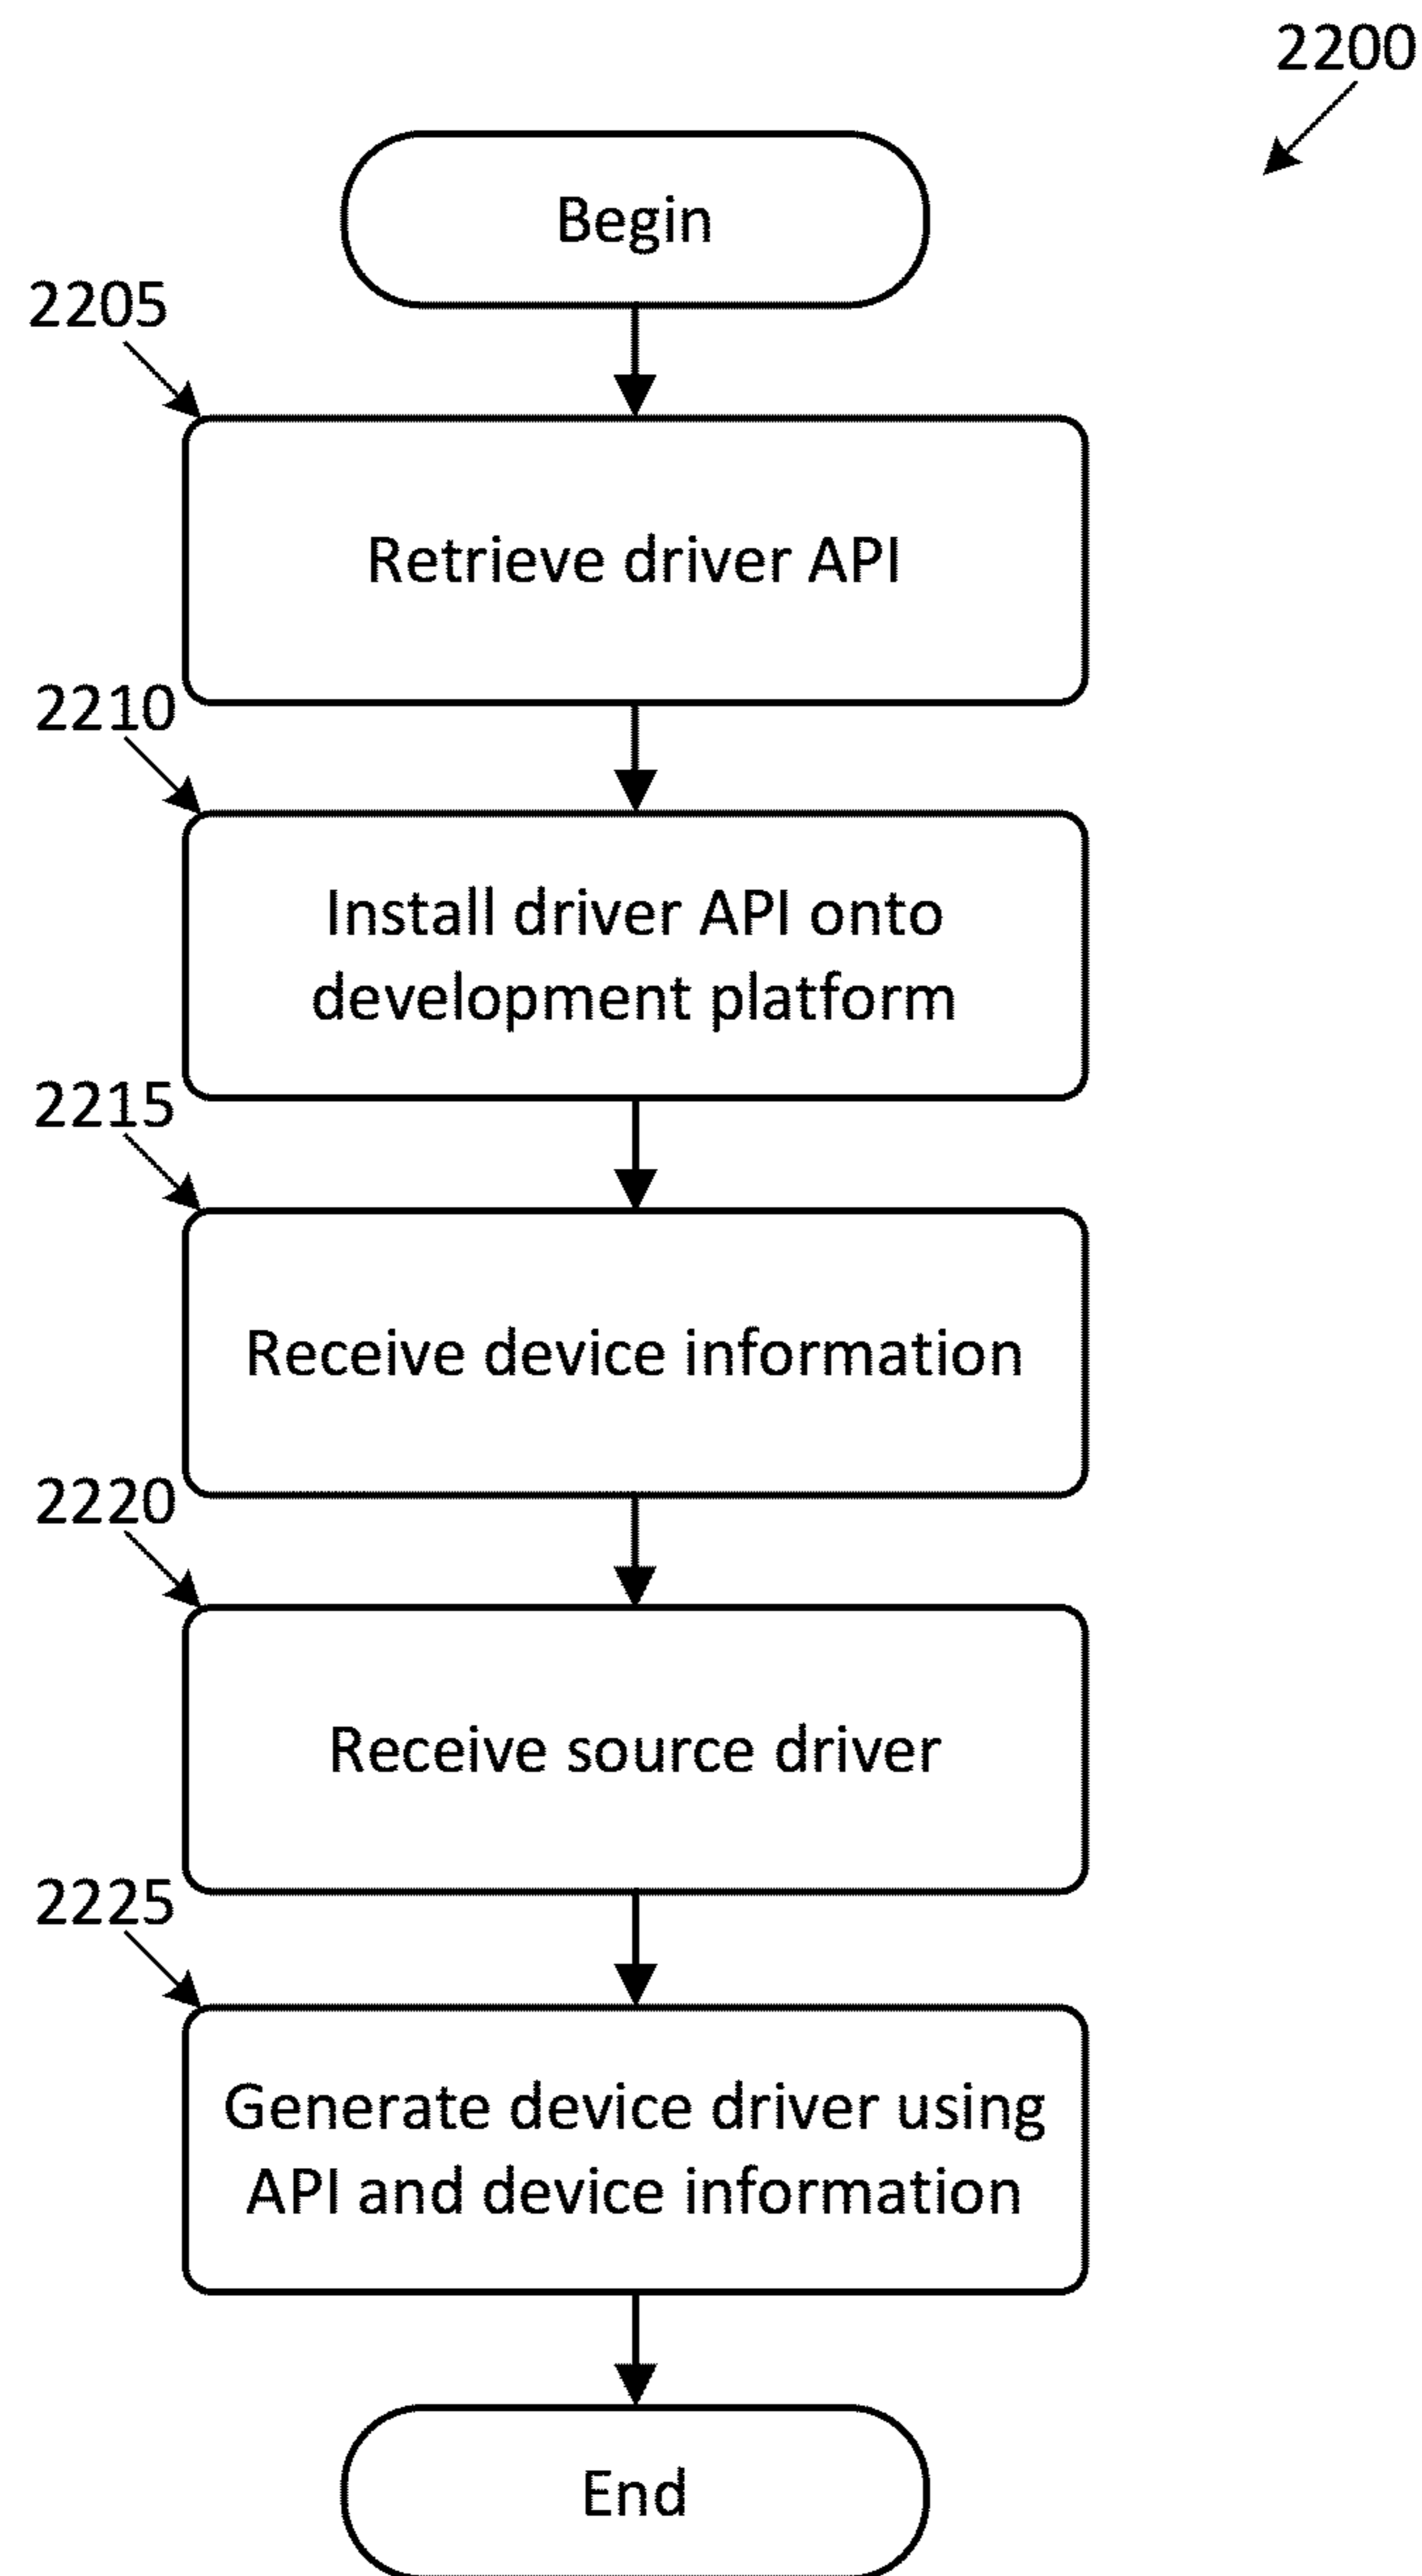 2200
Begin
2205
Retrieve driver API
2210
Install driver API onto
development platform
2215
Receive device information
2220
Receive source driver
2225
Generate device driver using
API and device information
End